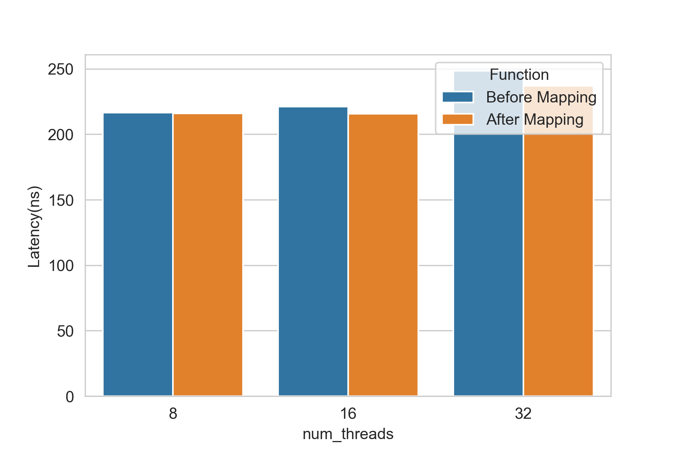 Function
Before Mapping
After Mapping
Latency(ns)
250
200
150
100
50
0
8
16
32
num_threads